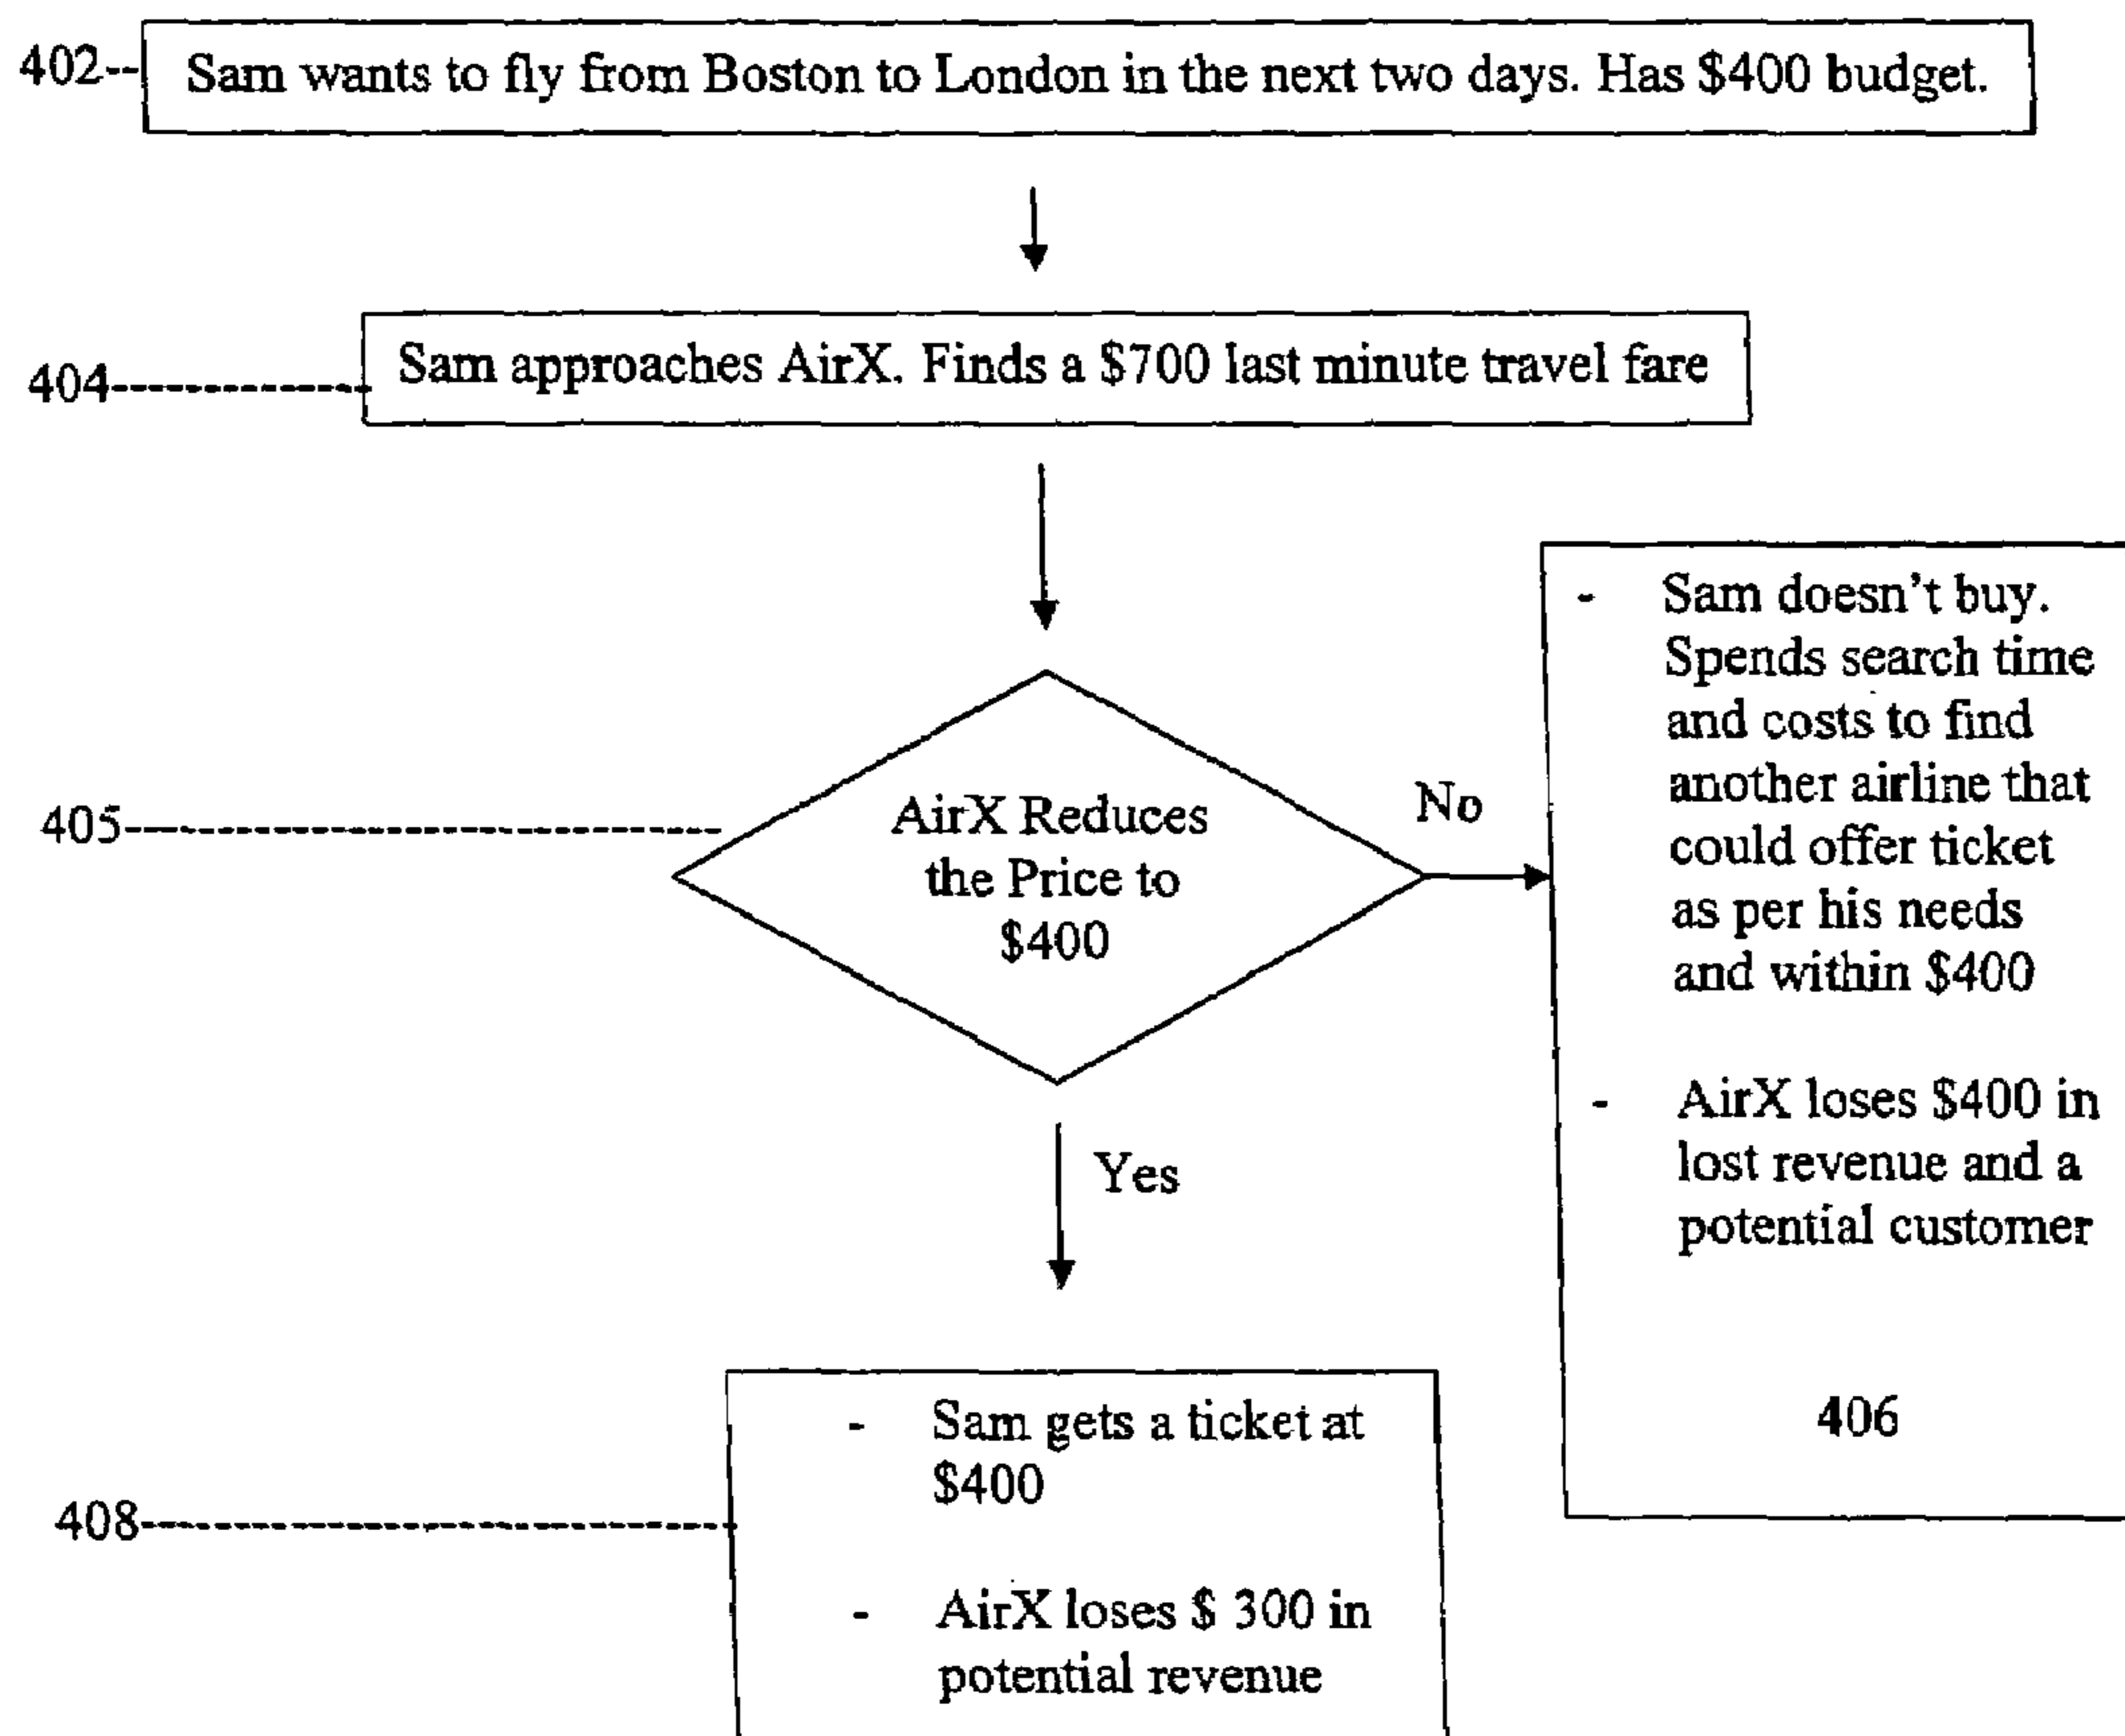 402-- Sam wants to fly from Boston to London in the next two days. Has $400 budget.
404 Sam approaches AirX. Finds a $700 last minute travel fare
405
AirX Reduces
the Price to
$400
No
- Sam doesn't buy.
Spends search time
and costs to find
another airline that
could offer ticket
as per his needs
and within $400
- AirX loses $400 in
lost revenue and a
potential customer
406
Yes
408
- Sam gets a ticket at
$400
- AirX loses $ 300 in
potential revenue